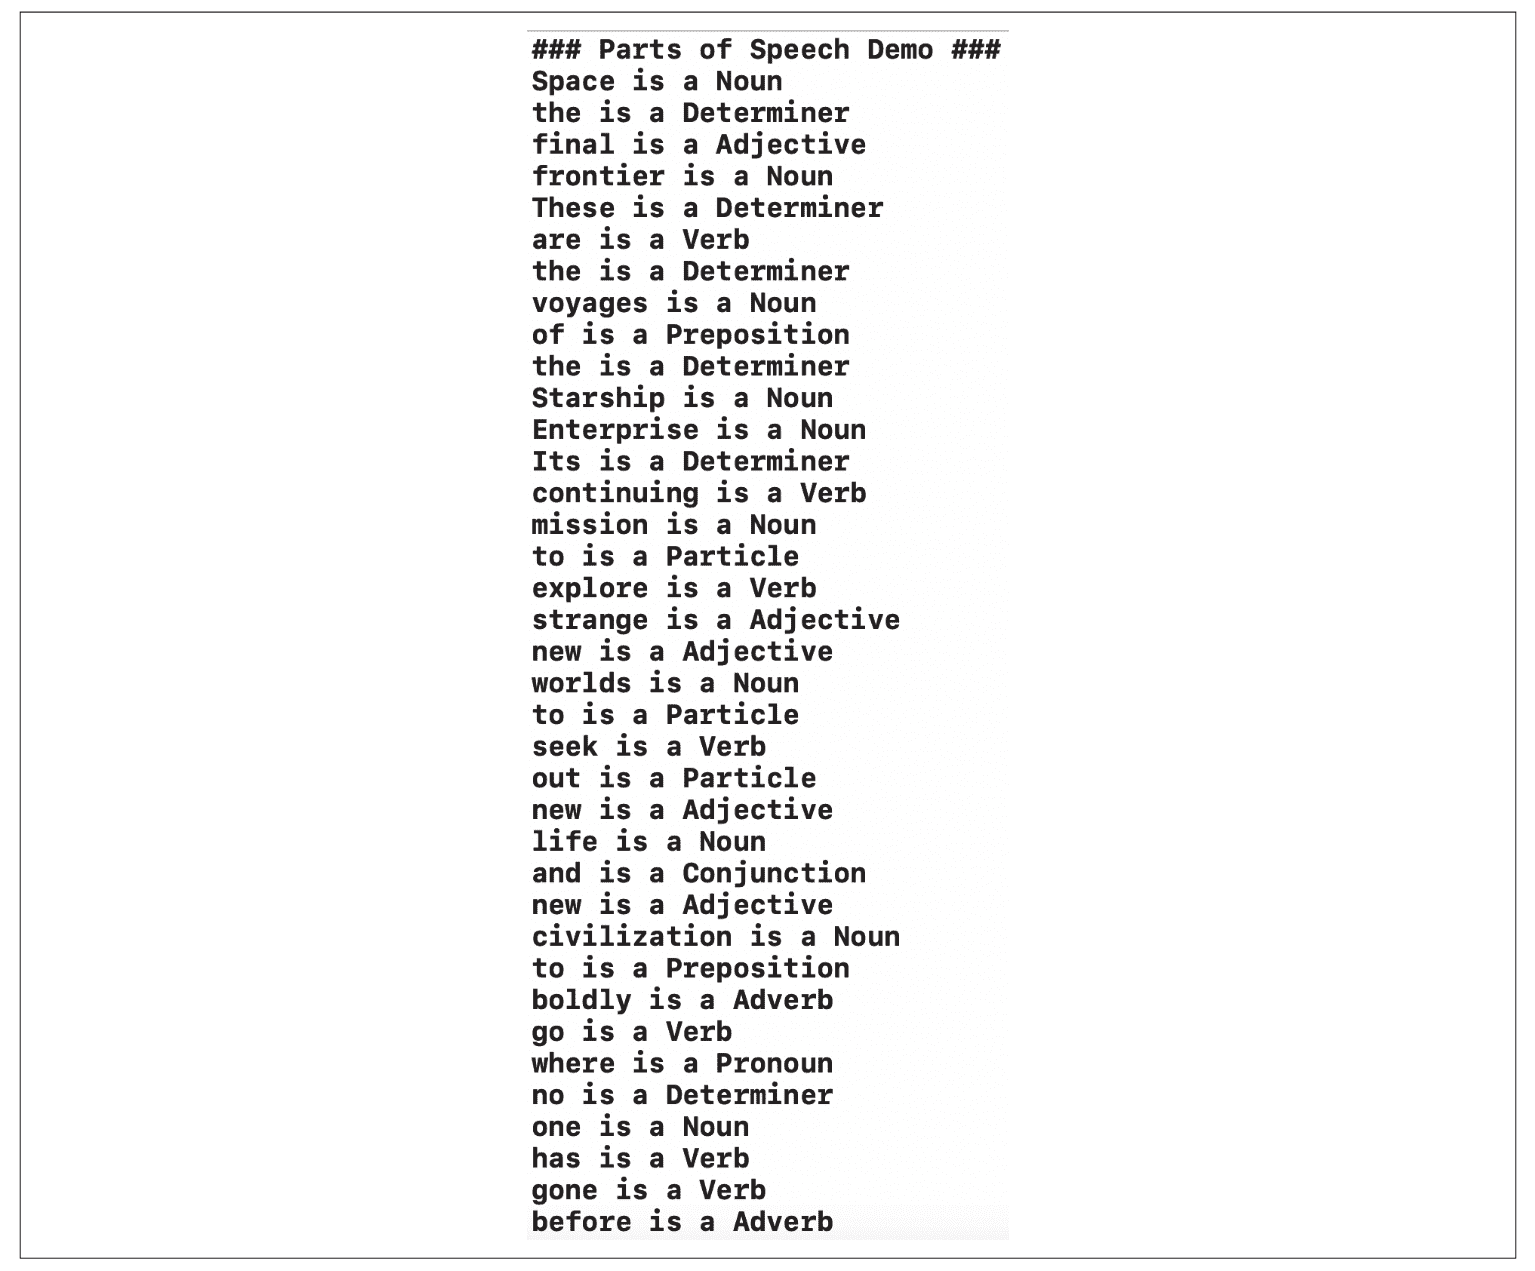 ### Parts of Speech Demo ###
Space is a Noun
the is a Determiner
final is a Adjective
frontier is a Noun
These is a Determiner
are is a Verb
the is a Determiner
voyages is a Noun
of is a Preposition
the is a Determiner
Starship is a Noun
Enterprise is a Noun
Its is a Determiner
continuing is a Verb
mission is a Noun
to is a Particle
explore is a Verb
strange is a Adjective
new is a Adjective
worlds is a Noun
to is a Particle
seek is a Verb
out is a Particle
new is a Adjective
life is a Noun
and is a Conjunction
new is a Adjective
civilization is a Noun
to is a Preposition
boldly is a Adverb
go is a Verb
where is a Pronoun
no is a Determiner
one is a Noun
has is a Verb
gone is a Verb
before is a Adverb